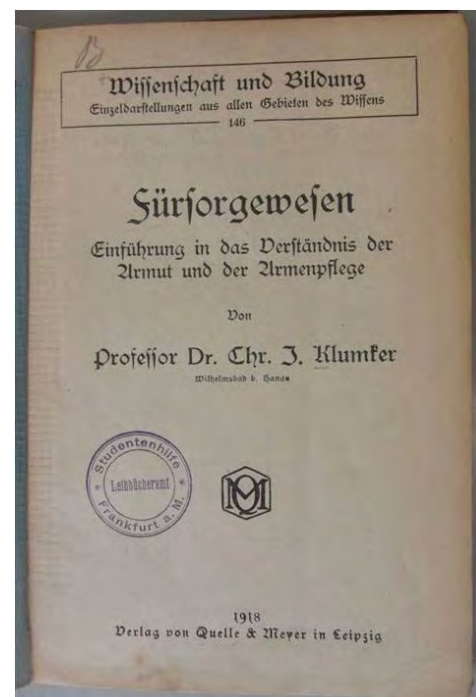 B
Wissenschaft und Bildung
Einzeldarstellungen aus allen Gebieten des Wissens
146
Fürsorgewesen
Einführung in das Verständnis der
Armut und der Armenpflege
Von
Professor Dr. Chr. J. Klumker
Wilhelmsbad b. Hanau
Studentenhilfe
Leihbücheramt
Frankfurt a. M.
QM
1918
Verlag von Quelle & Meyer in Leipzig